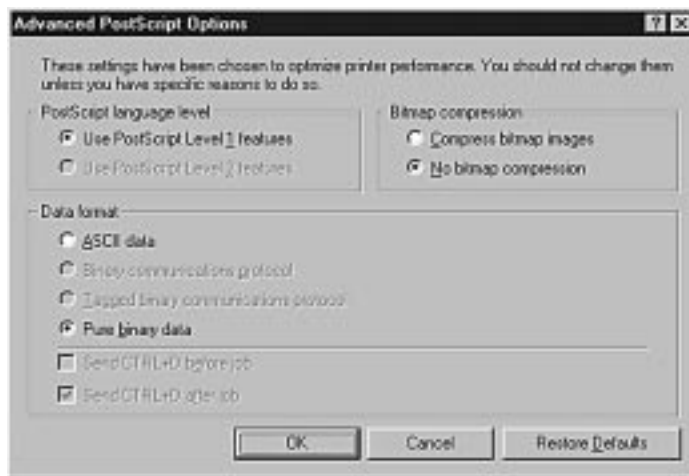 Advanced PostScript Options
These settings have been chosen to optimize printer performance. You should not change them
unless you have specific reasons to do so.
PostScript language level
Use PostScript Level 1 features
Use PostScript Level 2 features
Bitmap compression
Compress bitmap images
No bitmap compression
Data format
ASCII data
Binary communications protocol
Tagged binary communications protocol
Pure binary data
Send CTRL+D before job
Send CTRL+D after job
OK Cancel Restore Defaults